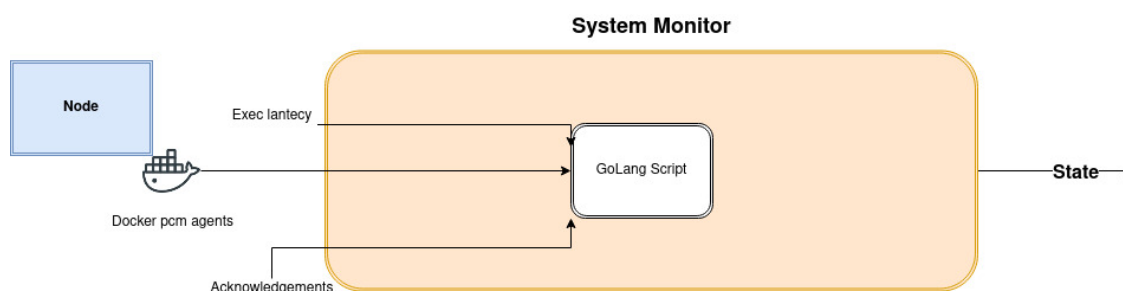 System Monitor
Node
Exec lantecy
GoLang Script
State
Docker pcm agents
Acknowledgements